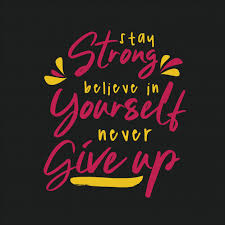 stay
Strong
believe in
Yourself
never
Give up